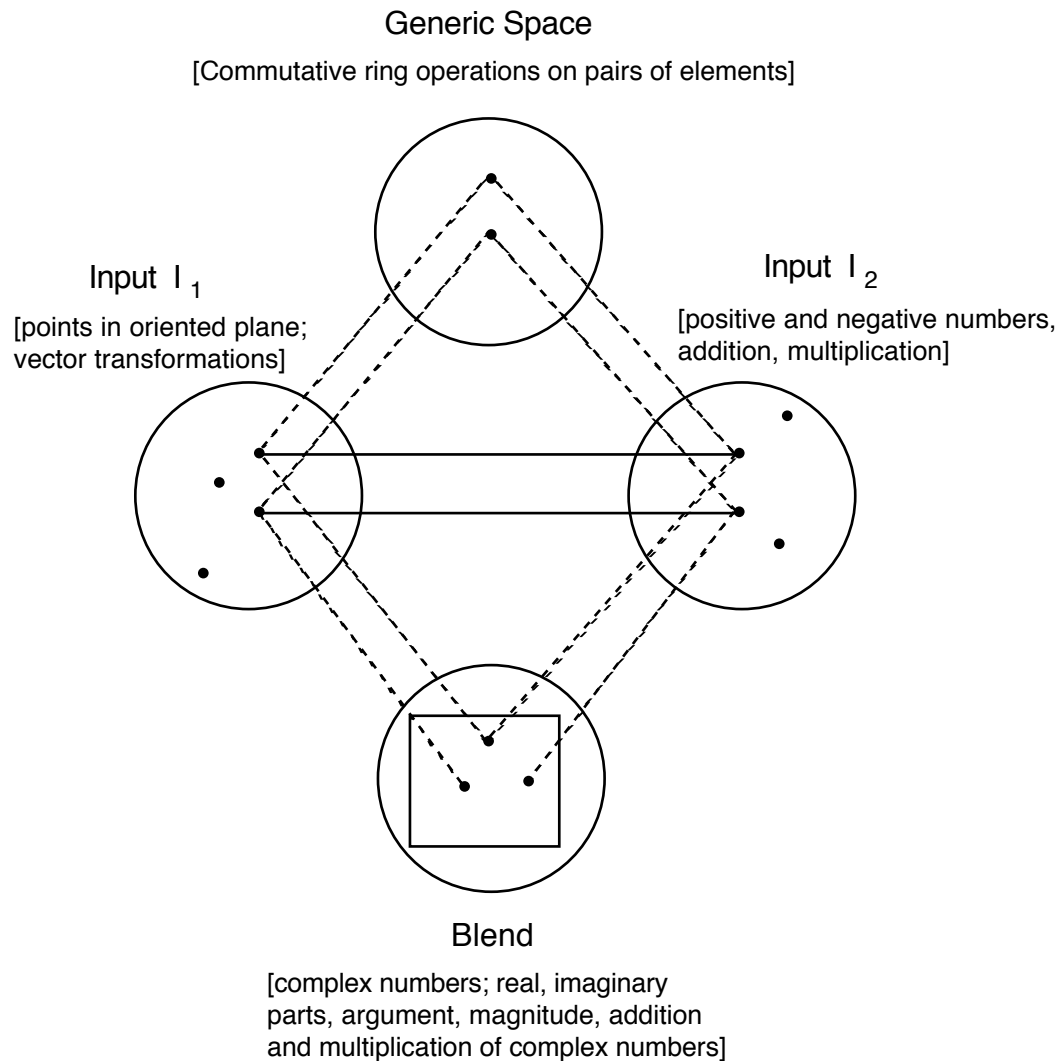 Generic Space
[Commutative ring operations on pairs of elements]
Input I 1
[points in oriented plane;
vector transformations]
Input I 2
[positive and negative numbers,
addition, multiplication]
Blend
[complex numbers; real, imaginary
parts, argument, magnitude, addition
and multiplication of complex numbers]